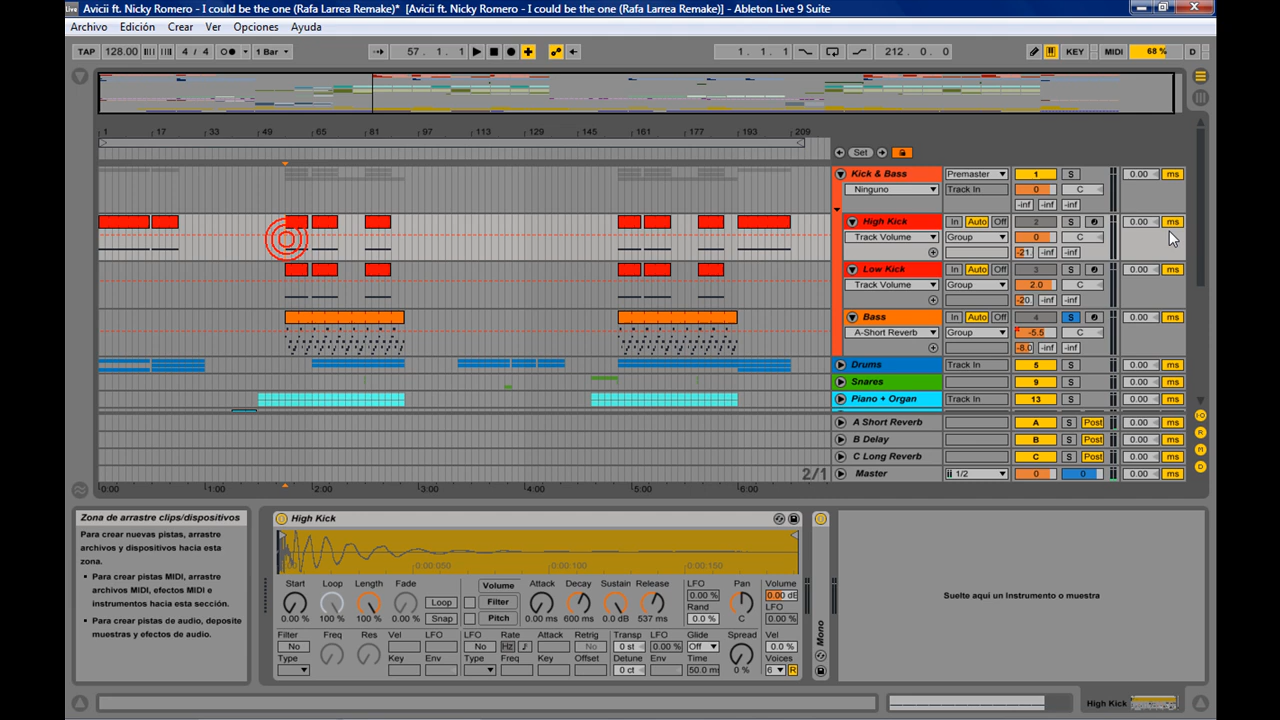 Live Avicii ft. Nicky Romero - I could be the one (Rafa Larrea Remake)* [Avicii ft. Nicky Romero - I could be the one (Rafa Larrea Remake)] - Ableton Live 9 Suite
Archivo Edición Crear Ver Opciones Ayuda
TAP 128.00 4 / 4 1 Bar 57. 1. 1 1. 1. 1 212. 0. 0 KEY MIDI 68 % D
1 17 33 49 65 81 97 113 129 145 161 177 193 209
Set
Kick & Bass Premaster 1 S 0.00 ms
Ninguno Track In 0 C
-inf -inf
High Kick In Auto Off 2 S 0.00 ms
Track Volume Group 0 C
-21. -inf -inf
Low Kick In Auto Off 3 S 0.00 ms
Track Volume Group 2.0 C
-20. -inf -inf
Bass In Auto Off 4 S 0.00 ms
A-Short Reverb Group -5.5 C
-8.0 -inf -inf
Drums Track In 5 S 0.00 ms
Snares 9 S 0.00 ms
Piano + Organ Track In 13 S 0.00 ms
A Short Reverb A S Post 0.00 ms
B Delay B S Post 0.00 ms
C Long Reverb C S Post 0.00 ms
2/1 Master 1/2 0 0 0.00 ms
0:00 1:00 2:00 3:00 4:00 5:00 6:00
Zona de arrastre clips/dispositivos
Para crear nuevas pistas, arrastre
archivos y dispositivos hacia esta
zona.
Para crear pistas MIDI, arrastre
archivos MIDI, efectos MIDI e
instrumentos hacia esta sección.
Para crear pistas de audio, deposite
muestras y efectos de audio.
High Kick
0:00:050 0:00:100 0:00:150
Start Loop Length Fade Volume Attack Decay Sustain Release LFO Pan Volume
0.00 % 100 % 100 % 0.00 % Loop Snap Filter Pitch 0.00 ms 600 ms 0.0 dB 537 ms 0.00 % Rand 0.0 % C 0.00 dB LFO 0.00 %
Filter Freq Res Vel LFO LFO Rate Attack Retrig Transp LFO Glide Spread Vel
No No Hz No 0 st 0.00 % Off 0.0 %
Type Key Env Type Freq Key Offset Detune Env Time Voices
0 ct 50.0 ms 0 % 6 R
Mono
Suelte aquí un Instrumento o muestra
High Kick